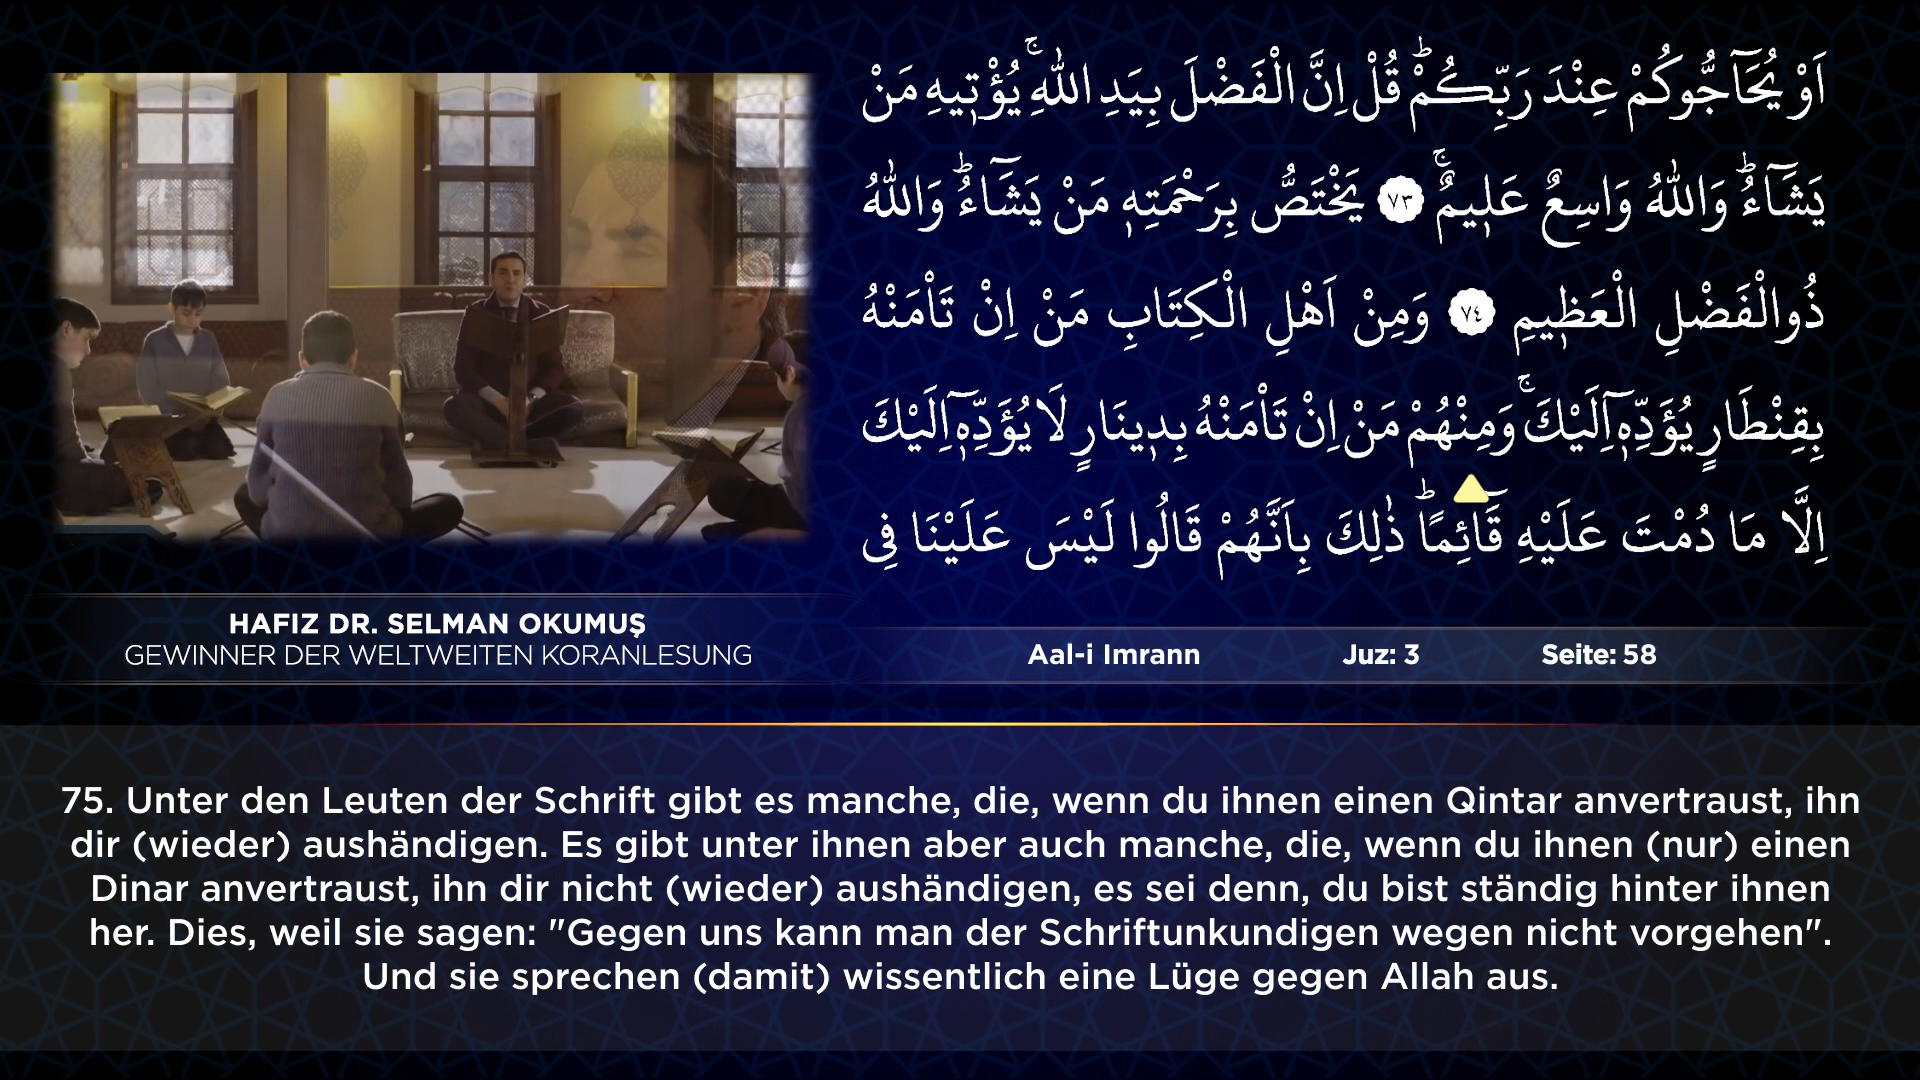 اَوْ يُحَٓاجُّوكُمْ عِنْدَ رَبِّكُمْۜ قُلْ اِنَّ الْفَضْلَ بِيَدِ اللّٰهِۚ يُؤْتٖيهِ مَنْ
يَشَٓاءُۜ وَاللّٰهُ وَاسِعٌ عَلٖيمٌۚ ٧٣ يَخْتَصُّ بِرَحْمَتِهٖ مَنْ يَشَٓاءُۜ وَاللّٰهُ
ذُوالْفَضْلِ الْعَظٖيمِ ٧٤ وَمِنْ اَهْلِ الْكِتَابِ مَنْ اِنْ تَأْمَنْهُ
بِقِنْطَارٍ يُؤَدِّهٖٓ اِلَيْكَۚ وَمِنْهُمْ مَنْ اِنْ تَأْمَنْهُ بِدٖينَارٍ لَا يُؤَدِّهٖٓ اِلَيْكَ
اِلَّا مَا دُمْتَ عَلَيْهِ قَٓائِمًاۜ ذٰلِكَ بِاَنَّهُمْ قَالُوا لَيْسَ عَلَيْنَا فِى
HAFIZ DR. SELMAN OKUMUŞ
GEWINNER DER WELTWEITEN KORANLESUNG
Aal-i Imrann Juz: 3 Seite: 58
75. Unter den Leuten der Schrift gibt es manche, die, wenn du ihnen einen Qintar anvertraust, ihn
dir (wieder) aushändigen. Es gibt unter ihnen aber auch manche, die, wenn du ihnen (nur) einen
Dinar anvertraust, ihn dir nicht (wieder) aushändigen, es sei denn, du bist ständig hinter ihnen
her. Dies, weil sie sagen: "Gegen uns kann man der Schriftunkundigen wegen nicht vorgehen".
Und sie sprechen (damit) wissentlich eine Lüge gegen Allah aus.